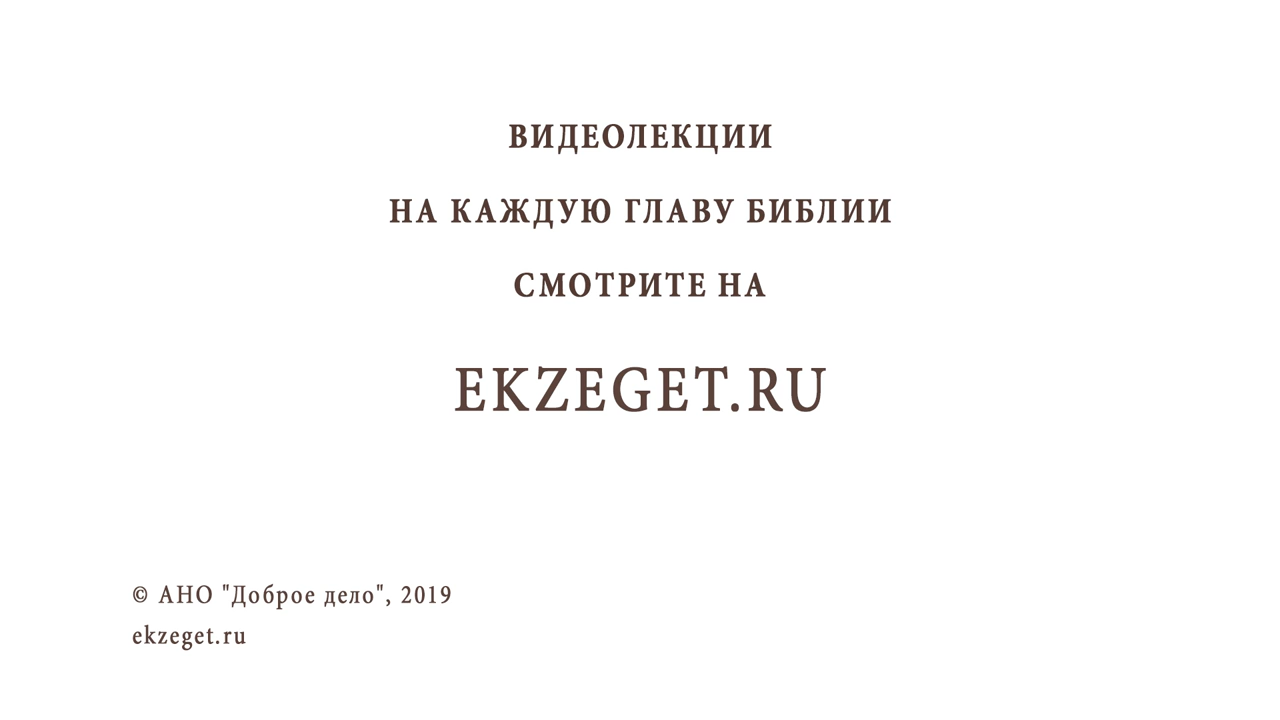 ВИДЕОЛЕКЦИИ
НА КАЖДУЮ ГЛАВУ БИБЛИИ
СМОТРИТЕ НА
EKZEGET.RU
© АНО "Доброе дело", 2019
ekzeget.ru